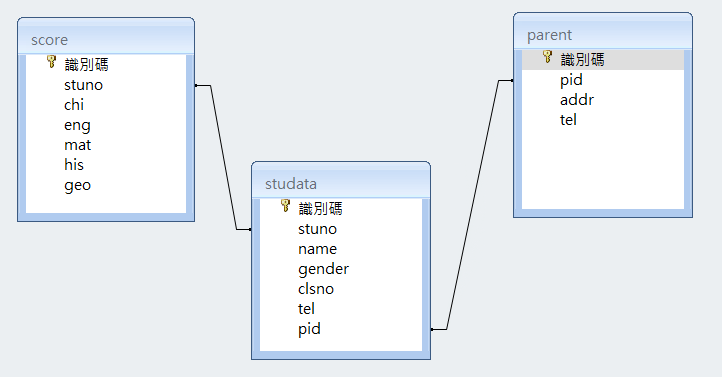 score
識別碼
stuno
chi
eng
mat
his
geo
studata
識別碼
stuno
name
gender
clsno
tel
pid
parent
識別碼
pid
addr
tel